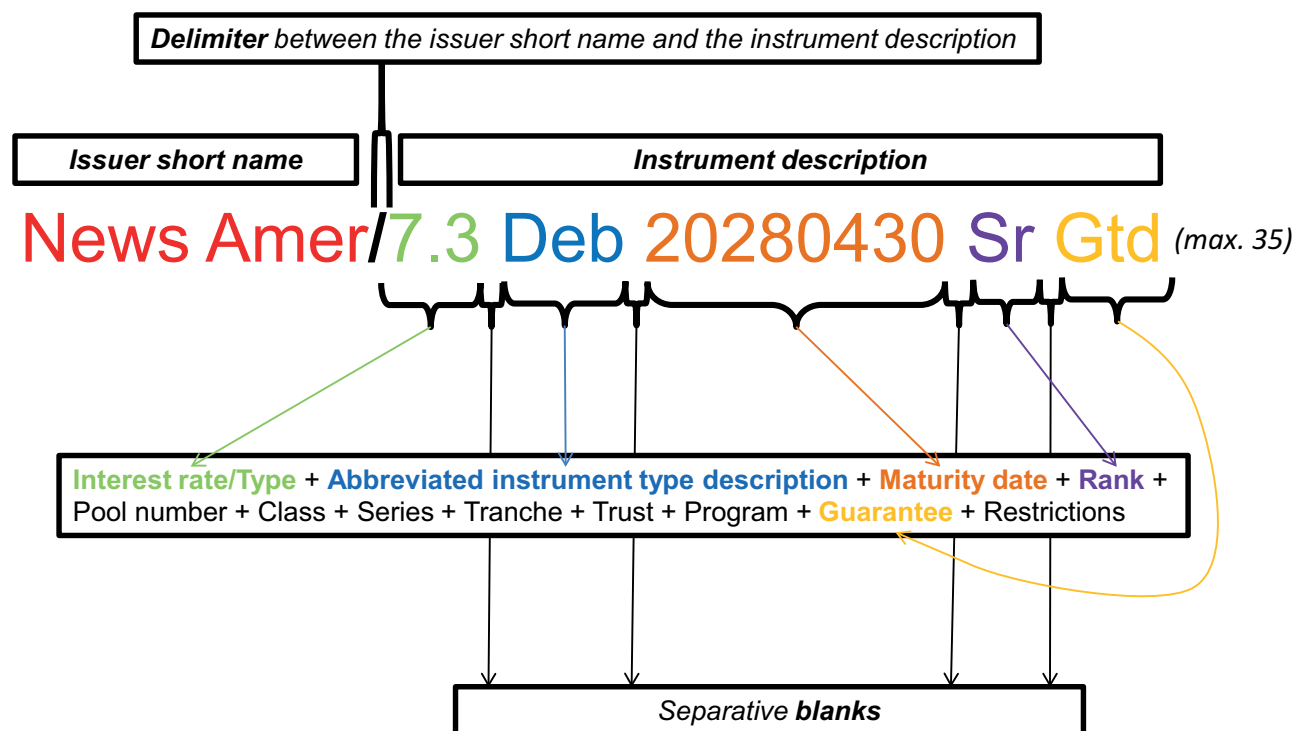 Delimiter between the issuer short name and the instrument description
Issuer short name
Instrument description
News Amer/7.3 Deb 20280430 Sr Gtd (max. 35)
Interest rate/Type + Abbreviated instrument type description + Maturity date + Rank +
Pool number + Class + Series + Tranche + Trust + Program + Guarantee + Restrictions
Separative blanks